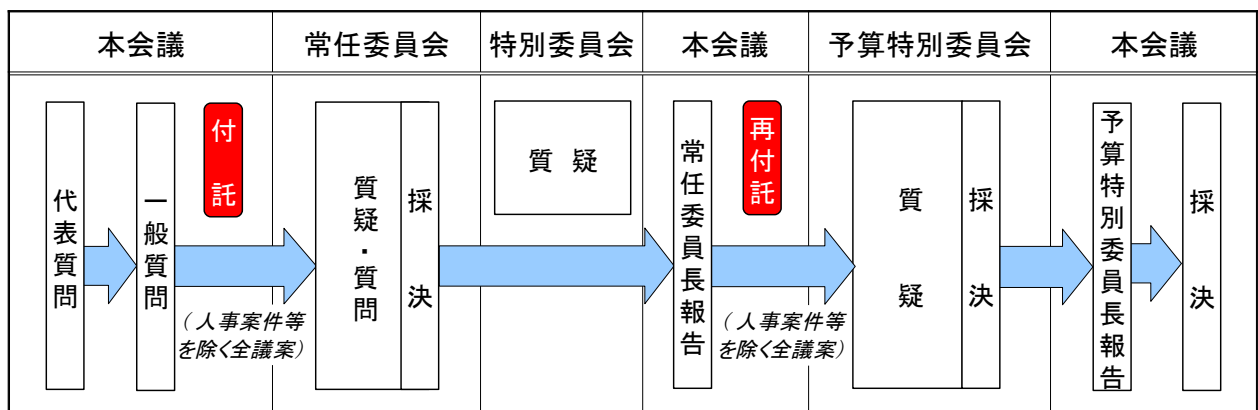 本会議
常任委員会
特別委員会
本会議
予算特別委員会
本会議
代表質問
一般質問
付託
(人事案件等
を除く全議案)
質疑・質問
採決
質疑
常任委員長報告
再付託
(人事案件等
を除く全議案)
質疑
採決
予算特別委員長報告
採決